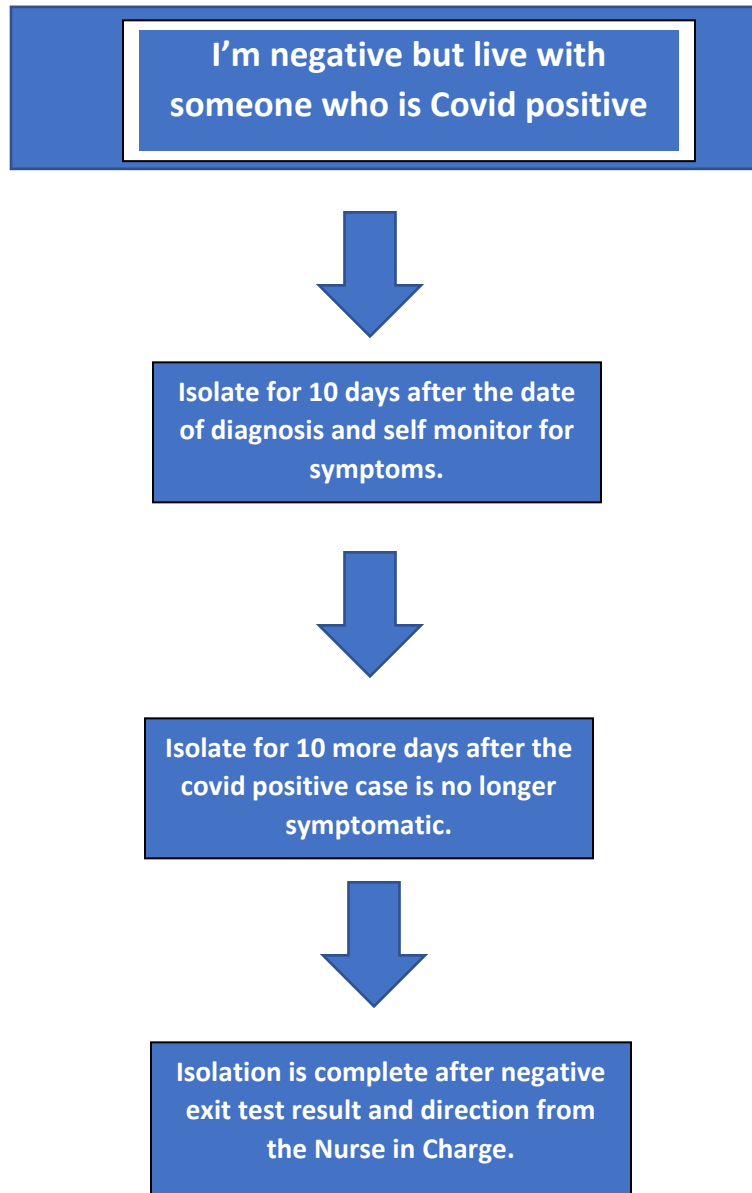 I’m negative but live with
someone who is Covid positive
Isolate for 10 days after the date
of diagnosis and self monitor for
symptoms.
Isolate for 10 more days after the
covid positive case is no longer
symptomatic.
Isolation is complete after negative
exit test result and direction from
the Nurse in Charge.